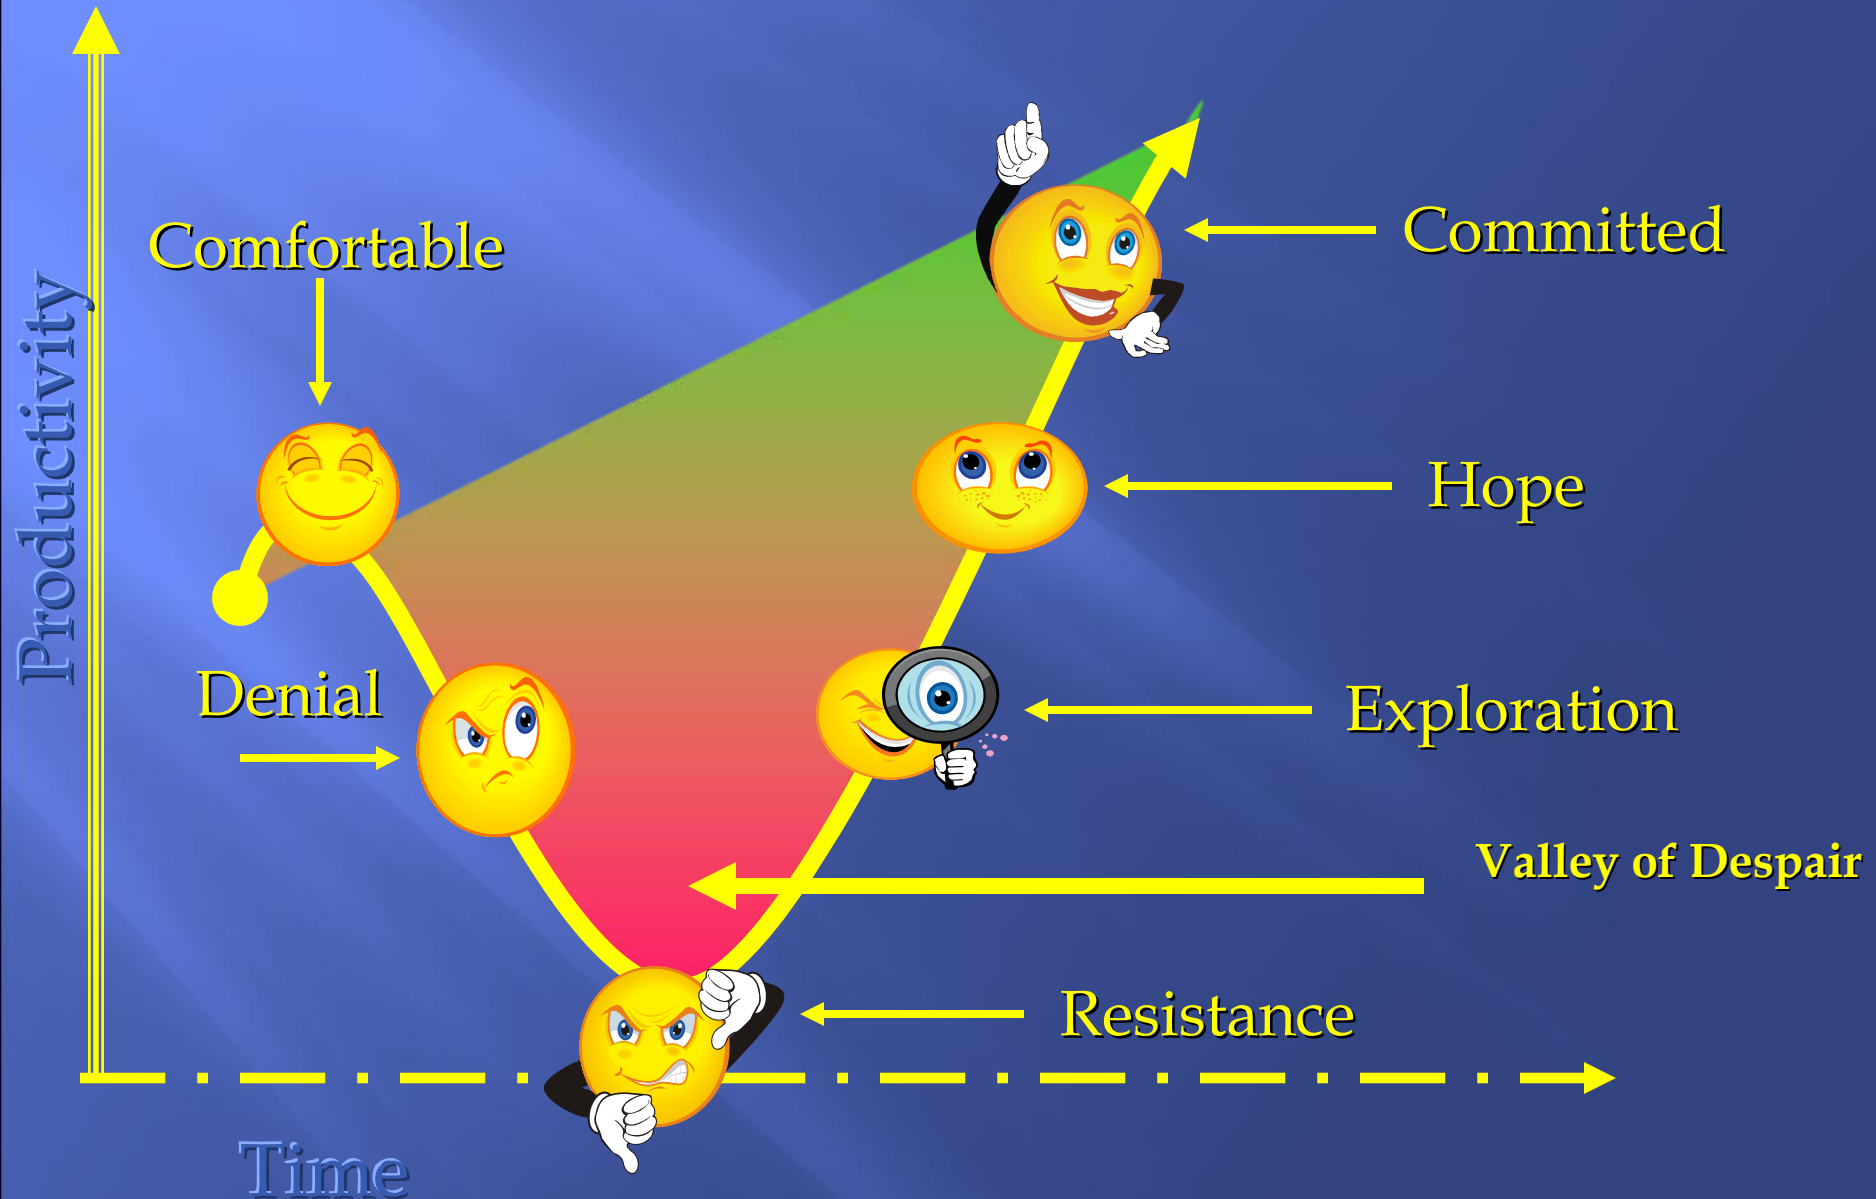 Comfortable
Committed
Productivity
Hope
Denial
Exploration
Valley of Despair
Resistance
Time